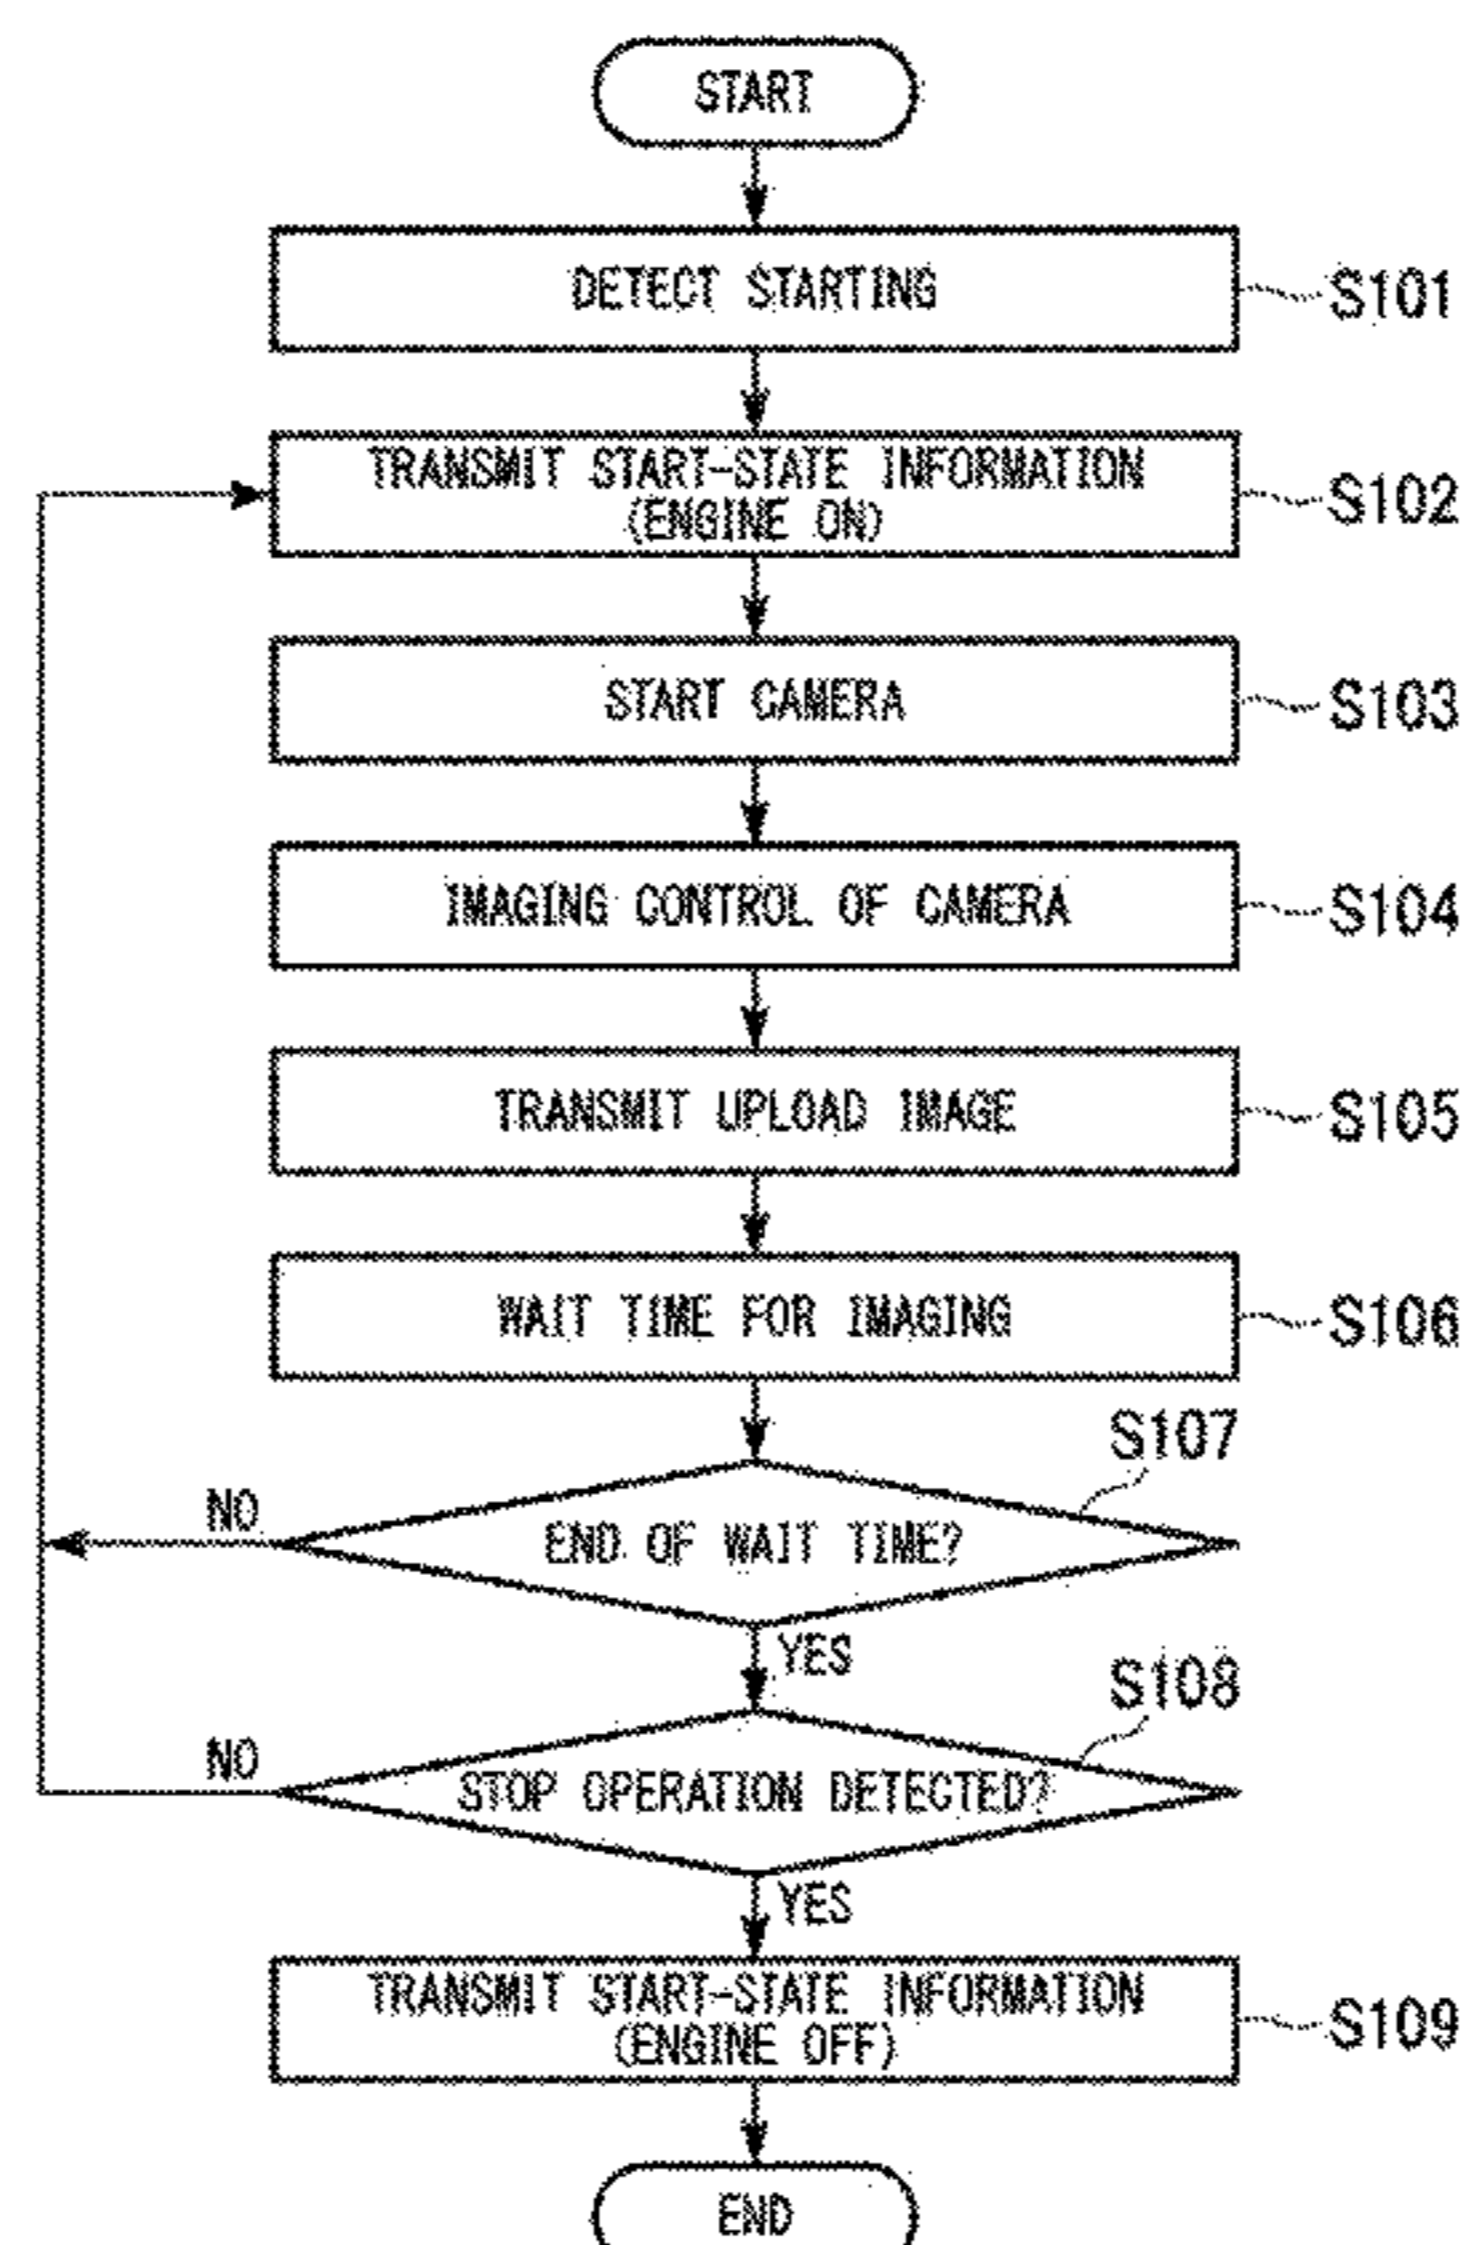 START
DETECT STARTING
S101
TRANSMIT START-STATE INFORMATION
(ENGINE ON)
S102
START CAMERA
S103
IMAGING CONTROL OF CAMERA
S104
TRANSMIT UPLOAD IMAGE
S105
WAIT TIME FOR IMAGING
S106
S107
NO
END OF WAIT TIME?
YES
S108
NO
STOP OPERATION DETECTED?
YES
TRANSMIT START-STATE INFORMATION
(ENGINE OFF)
S109
END